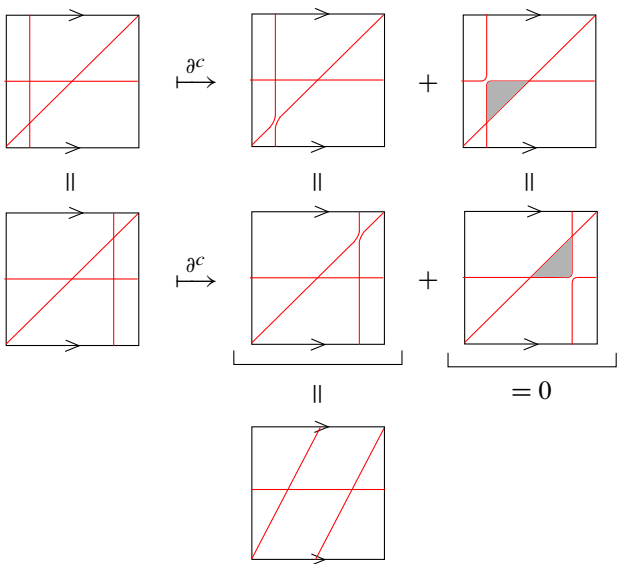 ∂ᶜ
⟼ +
|| || ||
∂ᶜ
⟼ +
|| = 0